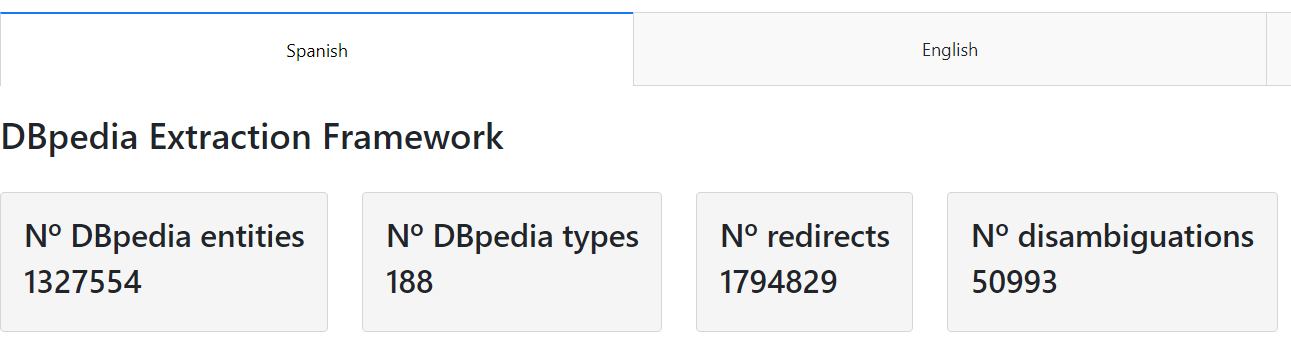 Spanish
English
DBpedia Extraction Framework
Nº DBpedia entities
1327554
Nº DBpedia types
188
Nº redirects
1794829
Nº disambiguations
50993